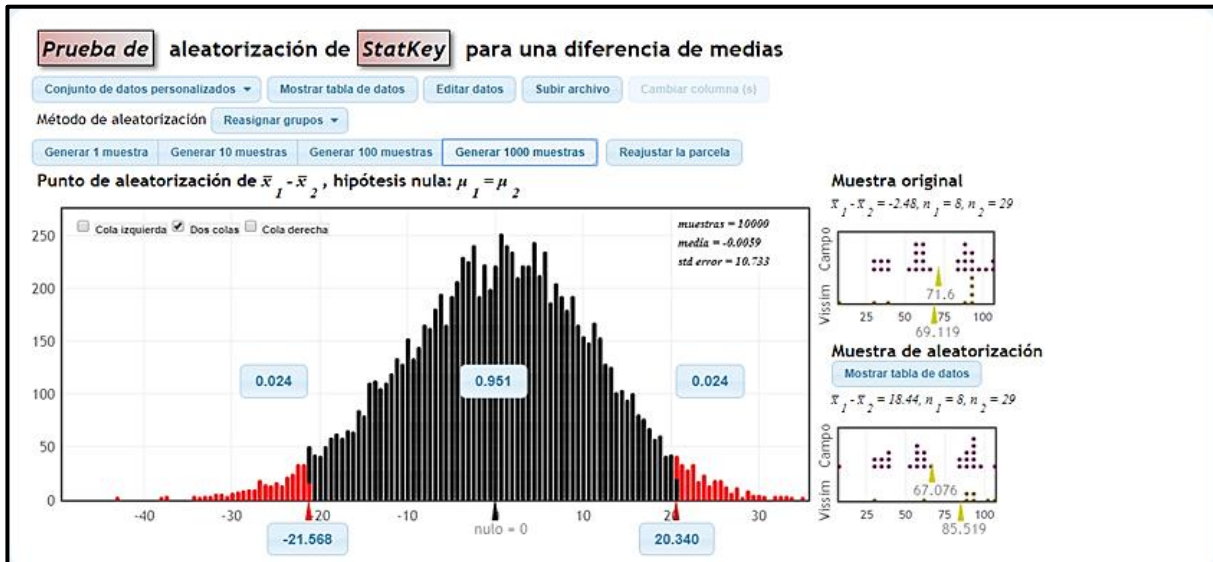 Prueba de aleatorización de StatKey para una diferencia de medias
Conjunto de datos personalizados Mostrar tabla de datos Editar datos Subir archivo Cambiar columna (s)
Método de aleatorización Reasignar grupos
Generar 1 muestra Generar 10 muestras Generar 100 muestras Generar 1000 muestras Reajustar la parcela
Punto de aleatorización de x̄ 1 - x̄ 2 , hipótesis nula: μ 1 = μ 2
Cola izquierda Dos colas Cola derecha
muestras = 10000
media = -0.0059
std error = 10.733
250
200
150
100
50
0
0.024 0.951 0.024
-40 -30 -20 -10 0 10 20 30
nulo = 0
-21.568 20.340
Muestra original
x̄ 1 - x̄ 2 = -2.48, n 1 = 8, n 2 = 29
Campo
Vissim
71.6
25 50 75 100
69.119
Muestra de aleatorización
Mostrar tabla de datos
x̄ 1 - x̄ 2 = 18.44, n 1 = 8, n 2 = 29
Campo
Vissim
67.076
25 50 75 100
85.519